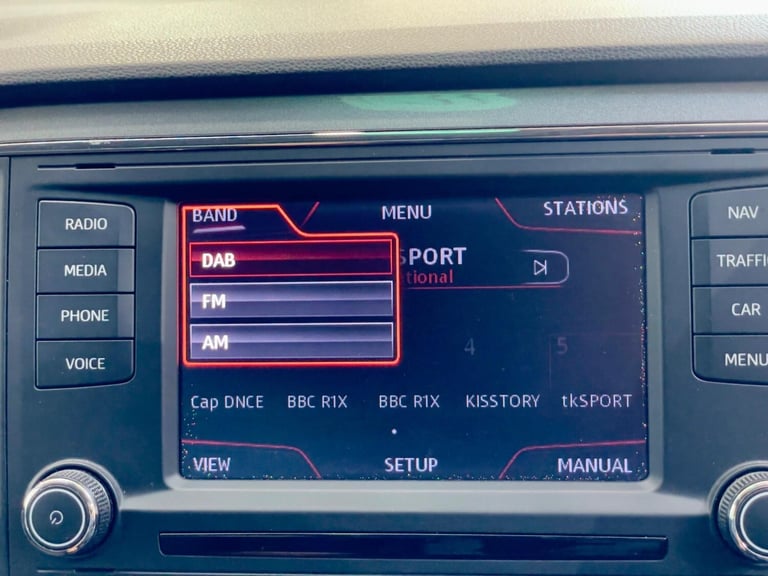 RADIO
MEDIA
PHONE
VOICE
BAND
MENU
STATIONS
DAB
FM
AM
SPORT
tional
4
5
Cap DNCE BBC R1X BBC R1X KISSTORY tkSPORT
VIEW
SETUP
MANUAL
NAV
TRAFFI
CAR
MENU